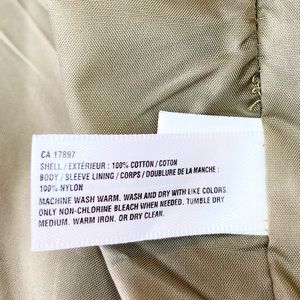 CA 17897
SHELL / EXTÉRIEUR : 100% COTTON / COTON
BODY / SLEEVE LINING / CORPS / DOUBLURE DE LA MANCHE :
100% NYLON
MACHINE WASH WARM. WASH AND DRY WITH LIKE COLORS.
ONLY NON-CHLORINE BLEACH WHEN NEEDED. TUMBLE DRY
MEDIUM. WARM IRON. OR DRY CLEAN.